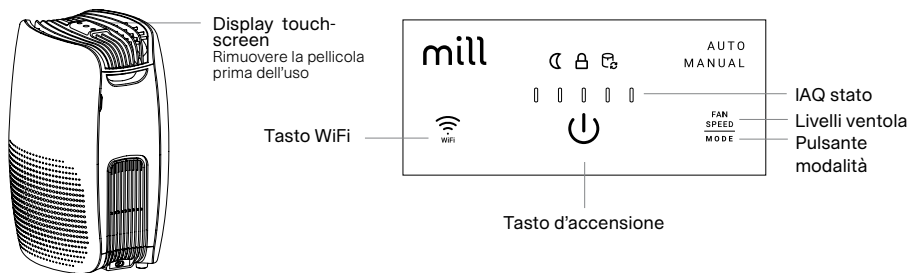 Display touch-
screen
Rimuovere la pellicola
prima dell'uso
mill
AUTO
MANUAL
IAQ stato
Tasto WiFi
WiFi
FAN
SPEED
MODE
Livelli ventola
Pulsante
modalità
Tasto d'accensione